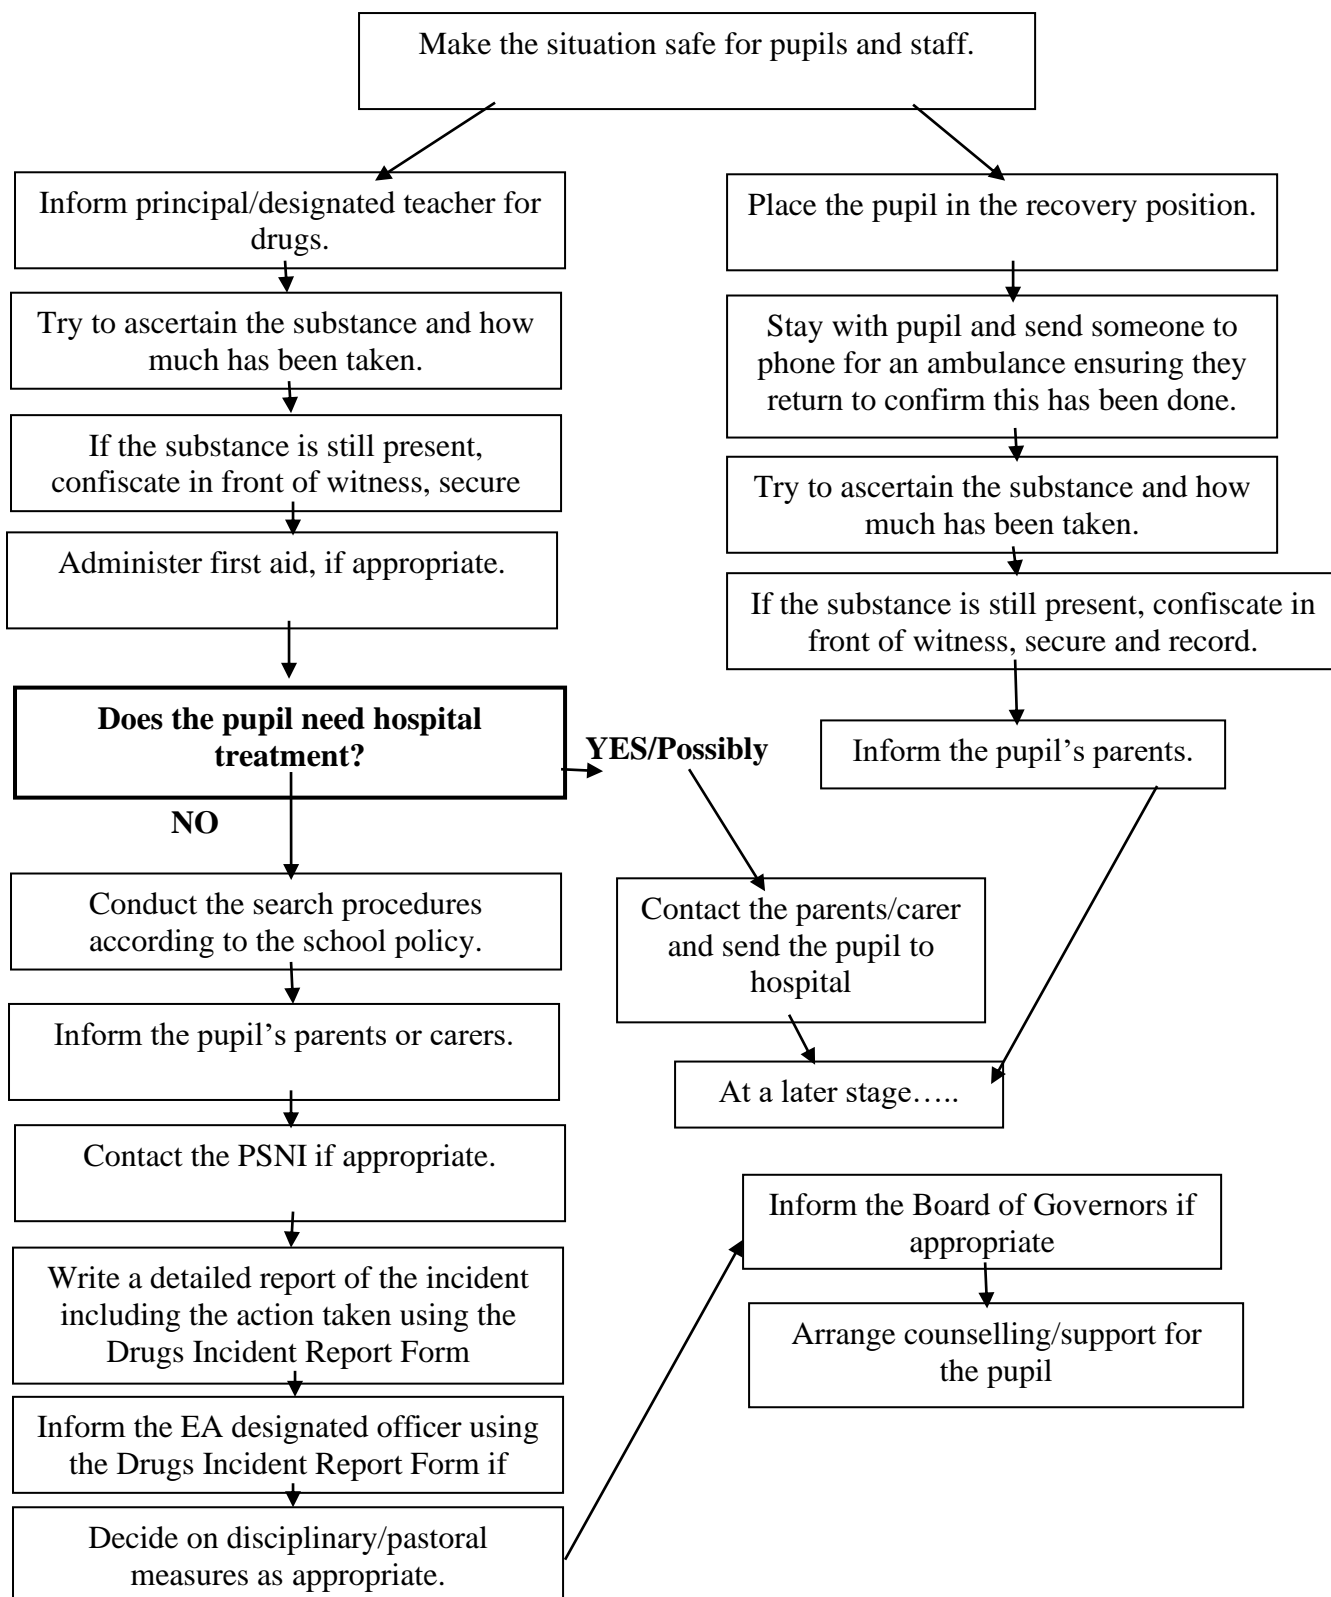 Make the situation safe for pupils and staff.
Inform principal/designated teacher for
drugs.
Try to ascertain the substance and how
much has been taken.
If the substance is still present,
confiscate in front of witness, secure
Administer first aid, if appropriate.
Does the pupil need hospital
treatment?
YES/Possibly
NO
Conduct the search procedures
according to the school policy.
Inform the pupil’s parents or carers.
Contact the PSNI if appropriate.
Write a detailed report of the incident
including the action taken using the
Drugs Incident Report Form
Inform the EA designated officer using
the Drugs Incident Report Form if
Decide on disciplinary/pastoral
measures as appropriate.
Place the pupil in the recovery position.
Stay with pupil and send someone to
phone for an ambulance ensuring they
return to confirm this has been done.
Try to ascertain the substance and how
much has been taken.
If the substance is still present, confiscate in
front of witness, secure and record.
Inform the pupil’s parents.
Contact the parents/carer
and send the pupil to
hospital
At a later stage…..
Inform the Board of Governors if
appropriate
Arrange counselling/support for
the pupil